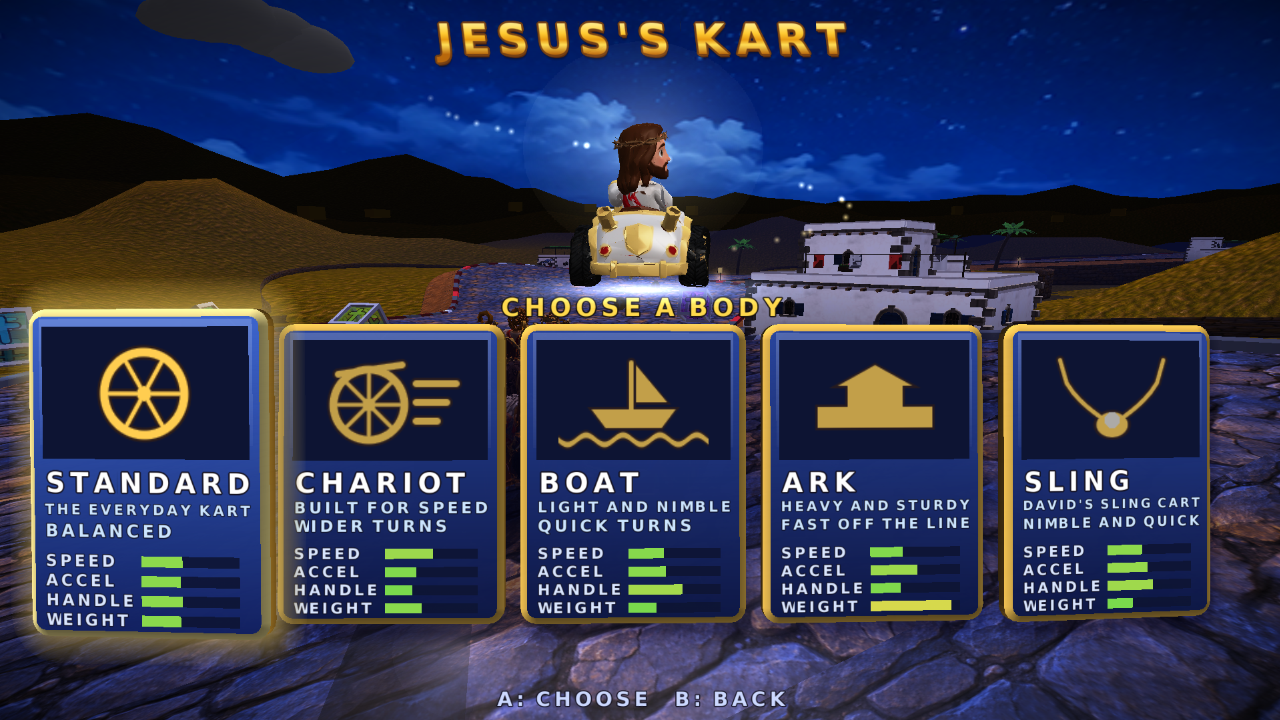 JESUS'S KART
CHOOSE A BODY
STANDARD
THE EVERYDAY KART
BALANCED
SPEED
ACCEL
HANDLE
WEIGHT
CHARIOT
BUILT FOR SPEED
WIDER TURNS
SPEED
ACCEL
HANDLE
WEIGHT
BOAT
LIGHT AND NIMBLE
QUICK TURNS
SPEED
ACCEL
HANDLE
WEIGHT
ARK
HEAVY AND STURDY
FAST OFF THE LINE
SPEED
ACCEL
HANDLE
WEIGHT
SLING
DAVID'S SLING CART
NIMBLE AND QUICK
SPEED
ACCEL
HANDLE
WEIGHT
A: CHOOSE B: BACK